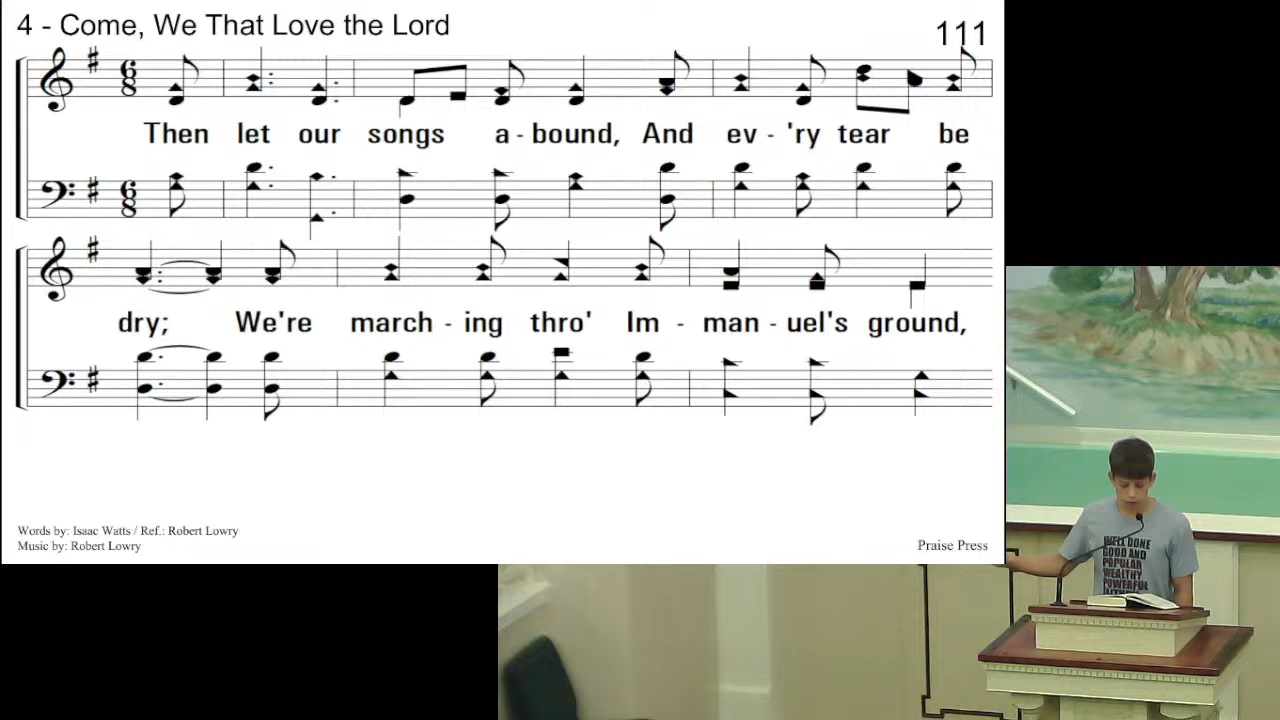 4 - Come, We That Love the Lord
111
Then let our songs a - bound, And ev - 'ry tear be
dry; We're march - ing thro' Im - man - uel's ground,
Words by: Isaac Watts / Ref.: Robert Lowry
Music by: Robert Lowry
Praise Press
WELL DONE
GOOD AND
POPULAR
WEALTHY
POWERFUL
FAITHFUL